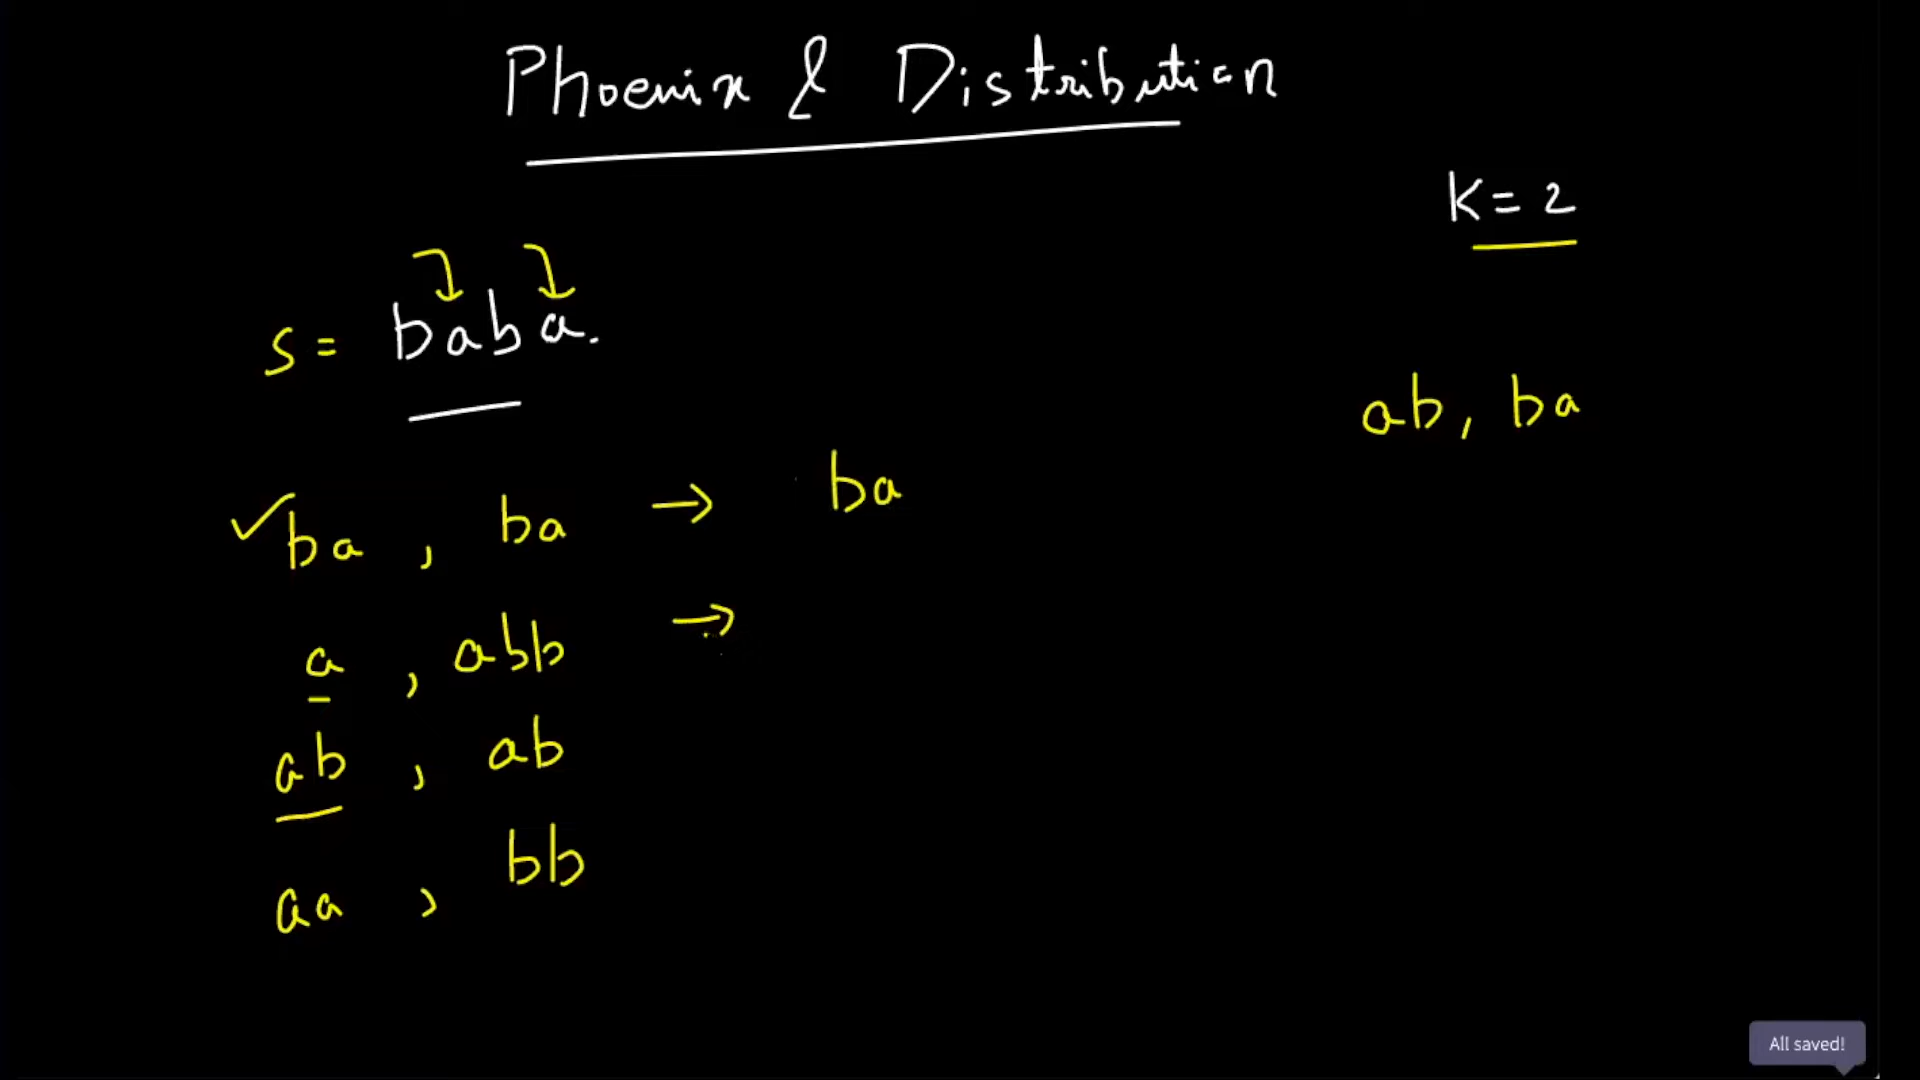 Phoenix & Distribution
K = 2
s = baba.
ab, ba
ba , ba → ba
a , abb →
ab , ab
aa , bb
All saved!